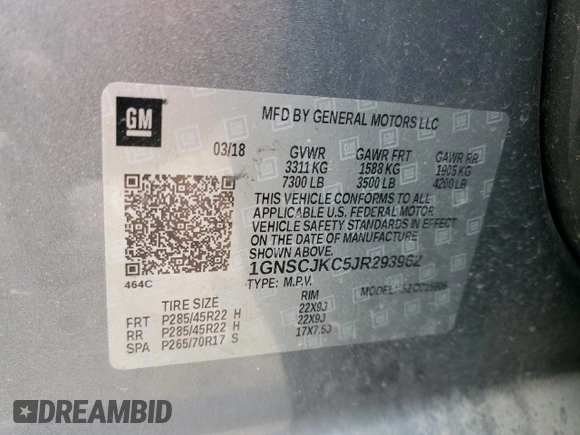 GM
MFD BY GENERAL MOTORS LLC
03/18 GVWR GAWR FRT GAWR RR
3311 KG 1588 KG 1905 KG
7300 LB 3500 LB 4200 LB
THIS VEHICLE CONFORMS TO ALL
APPLICABLE U.S. FEDERAL MOTOR
VEHICLE SAFETY STANDARDS IN
EFFECT ON THE DATE OF MANUFACTURE
SHOWN ABOVE.
1GNSCJKC5JR293962
464C
TYPE: M.P.V. MODEL:
TIRE SIZE RIM
FRT P285/45R22 H 22X9J
RR P285/45R22 H 22X9J
SPA P265/70R17 S 17X7.5J
DREAMBID